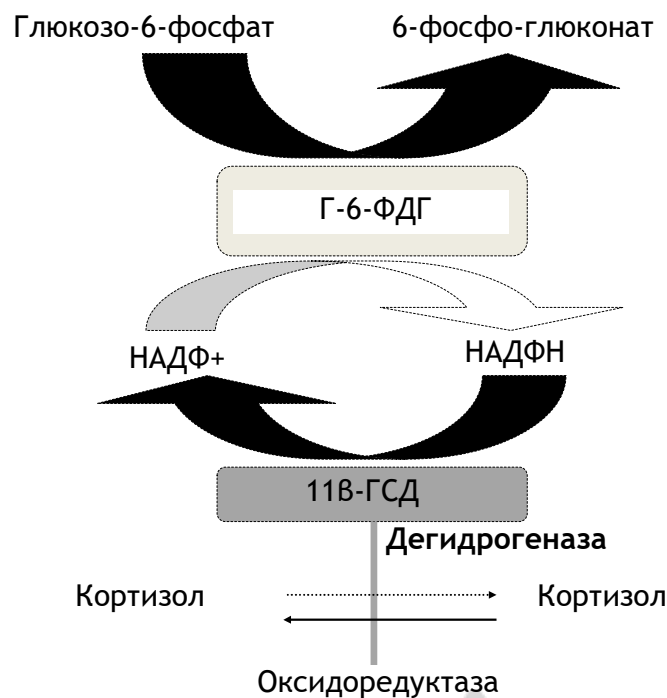 Глюкозо-6-фосфат 6-фосфо-глюконат
Г-6-ФДГ
НАДФ+ НАДФН
11β-ГСД
Дегидрогеназа
Кортизол Кортизол
Оксидоредуктаза